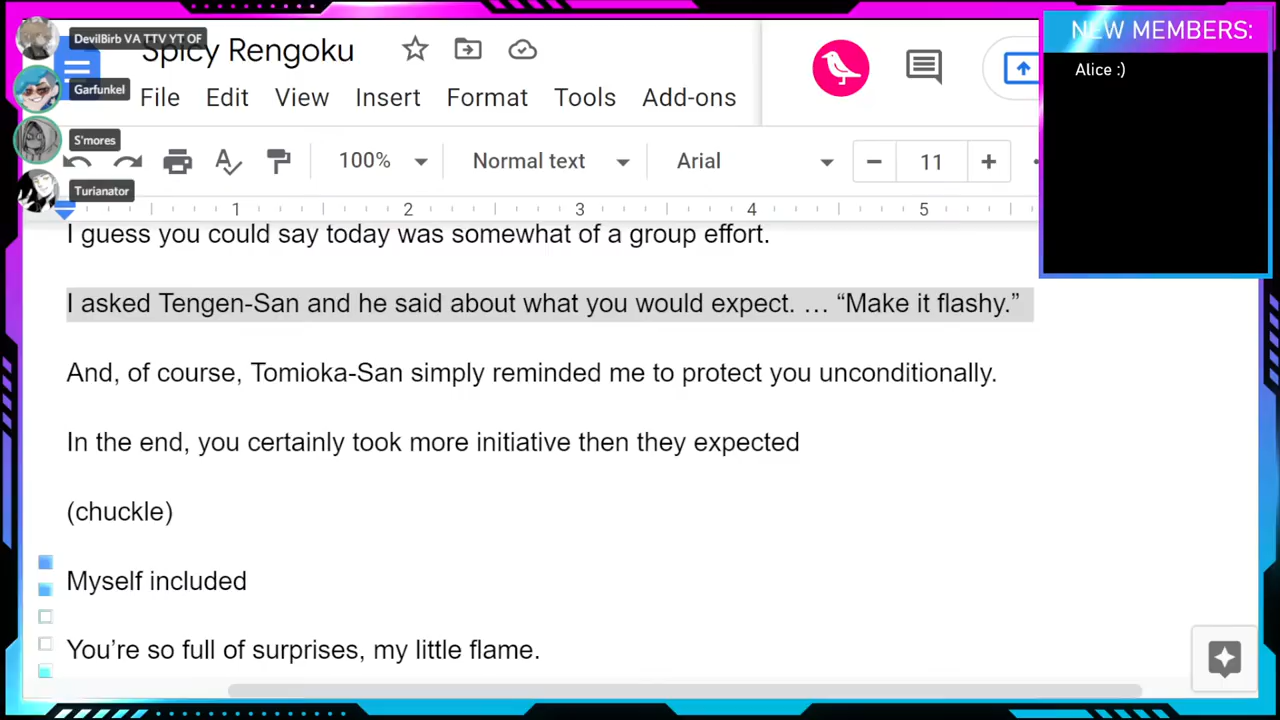 DevilBirb VA TTV YT OF
Spicy Rengoku
NEW MEMBERS:
Alice :)
Garfunkel
File Edit View Insert Format Tools Add-ons
S'mores
100% Normal text Arial 11
Turianator
1 2 3 4 5
I guess you could say today was somewhat of a group effort.
I asked Tengen-San and he said about what you would expect. … “Make it flashy.”
And, of course, Tomioka-San simply reminded me to protect you unconditionally.
In the end, you certainly took more initiative then they expected
(chuckle)
Myself included
You’re so full of surprises, my little flame.